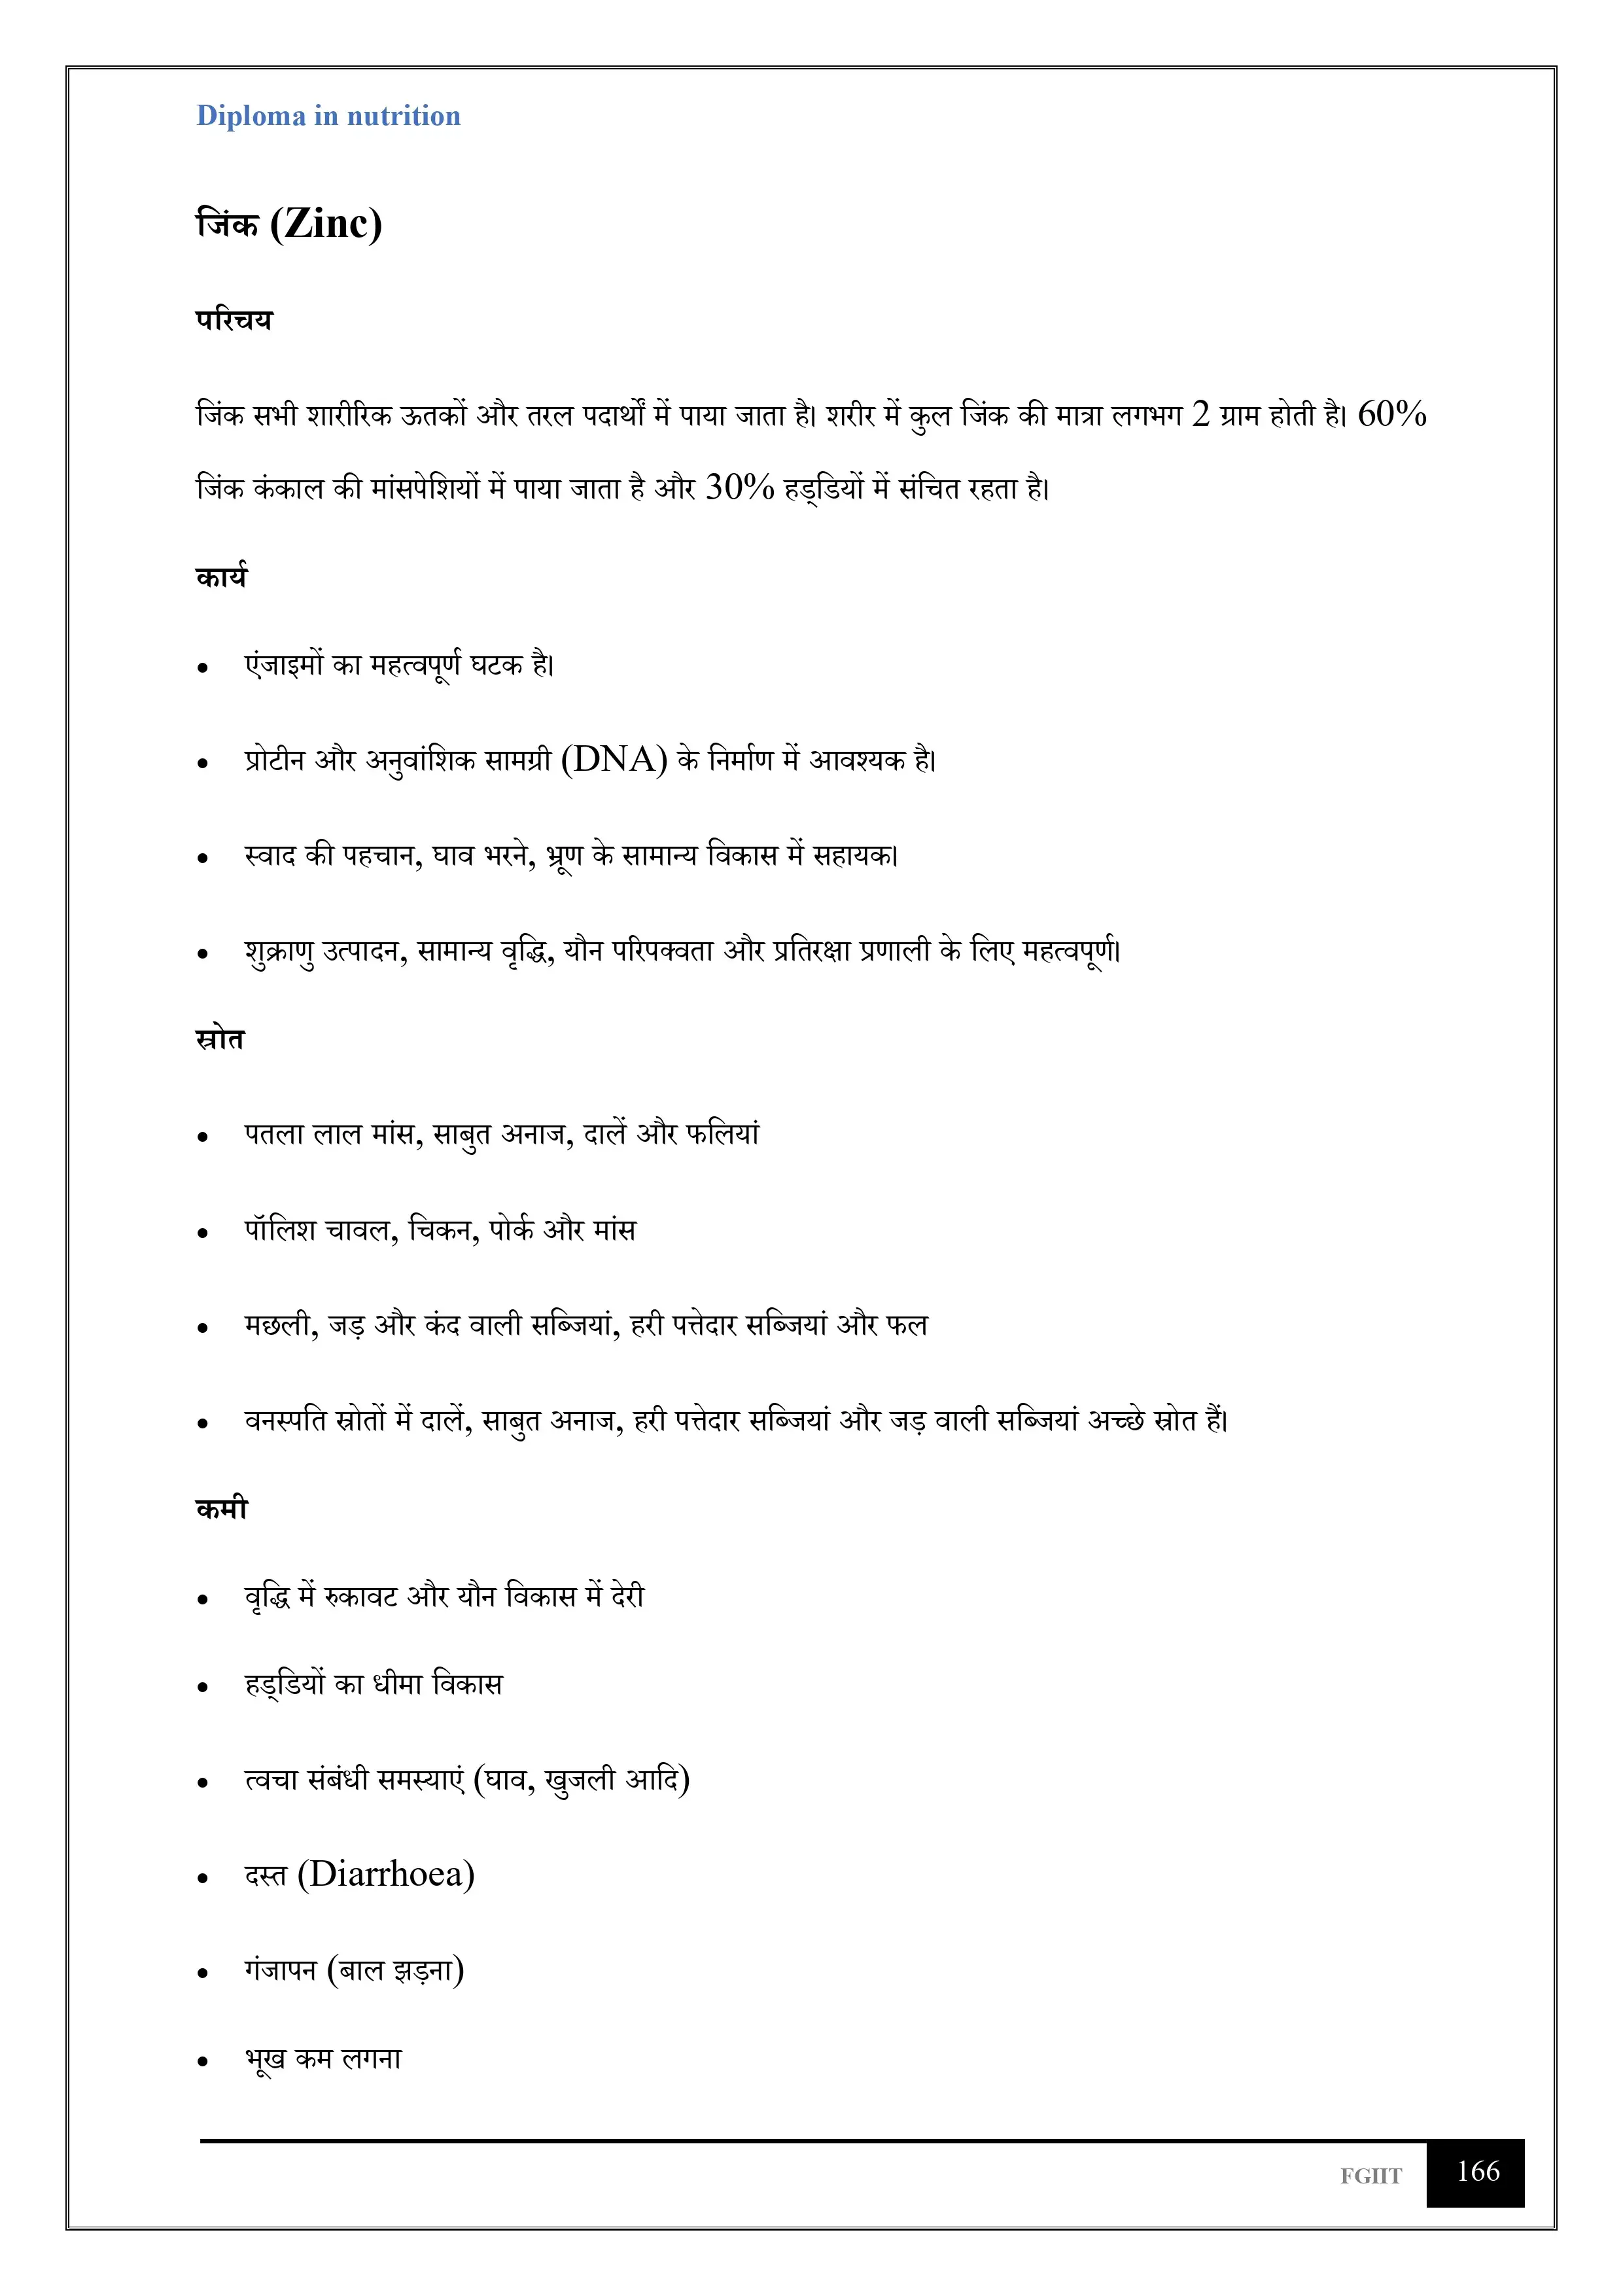 Diploma in nutrition
जिंक (Zinc)
परिचय
जिंक सभी शारीरिक ऊतकों और तरल पदार्थों में पाया जाता है। शरीर में कुल जिंक की मात्रा लगभग 2 ग्राम होती है। 60%
जिंक कंकाल की मांसपेशियों में पाया जाता है और 30% हड्डियों में संचित रहता है।
कार्य
• एंजाइमों का महत्वपूर्ण घटक है।
• प्रोटीन और अनुवांशिक सामग्री (DNA) के निर्माण में आवश्यक है।
• स्वाद की पहचान, घाव भरने, भ्रूण के सामान्य विकास में सहायक।
• शुक्राणु उत्पादन, सामान्य वृद्धि, यौन परिपक्वता और प्रतिरक्षा प्रणाली के लिए महत्वपूर्ण।
स्रोत
• पतला लाल मांस, साबुत अनाज, दालें और फलियां
• पॉलिश चावल, चिकन, पोर्क और मांस
• मछली, जड़ और कंद वाली सब्जियां, हरी पत्तेदार सब्जियां और फल
• वनस्पति स्रोतों में दालें, साबुत अनाज, हरी पत्तेदार सब्जियां और जड़ वाली सब्जियां अच्छे स्रोत हैं।
कमी
• वृद्धि में रुकावट और यौन विकास में देरी
• हड्डियों का धीमा विकास
• त्वचा संबंधी समस्याएं (घाव, खुजली आदि)
• दस्त (Diarrhoea)
• गंजापन (बाल झड़ना)
• भूख कम लगना
FGIIT 166